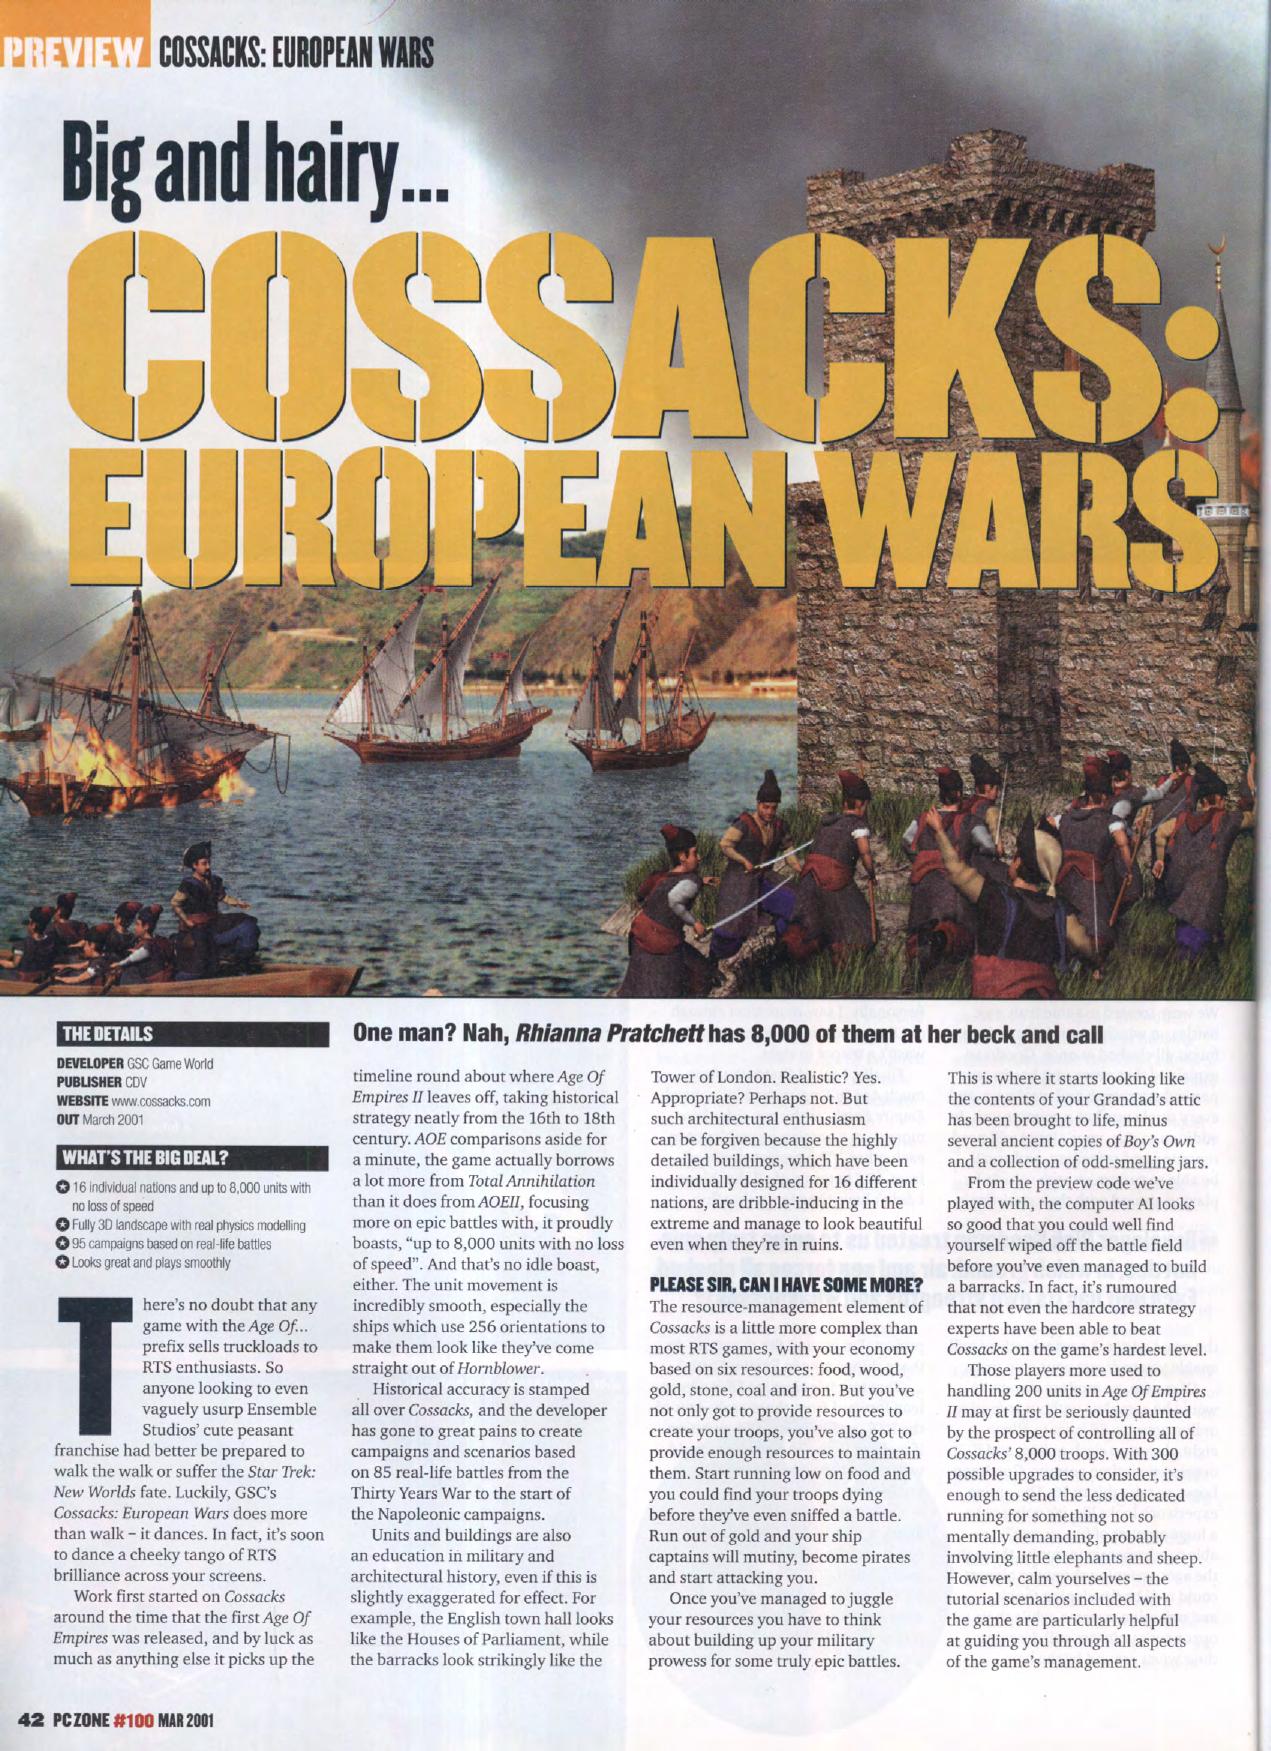 PREVIEW COSSACKS: EUROPEAN WARS
Big and hairy...
COSSACKS:
EUROPEAN WARS
One man? Nah, Rhianna Pratchett has 8,000 of them at her beck and call
THE DETAILS
DEVELOPER GSC Game World
PUBLISHER CDV
WEBSITE www.cossacks.com
OUT March 2001
WHAT'S THE BIG DEAL?
16 individual nations and up to 8,000 units with
no loss of speed
Fully 3D landscape with real physics modelling
95 campaigns based on real-life battles
Looks great and plays smoothly
There's no doubt that any
game with the Age Of...
prefix sells truckloads to
RTS enthusiasts. So
anyone looking to even
vaguely usurp Ensemble
Studios' cute peasant
franchise had better be prepared to
walk the walk or suffer the Star Trek:
New Worlds fate. Luckily, GSC's
Cossacks: European Wars does more
than walk – it dances. In fact, it's soon
to dance a cheeky tango of RTS
brilliance across your screens.
Work first started on Cossacks
around the time that the first Age Of
Empires was released, and by luck as
much as anything else it picks up the
timeline round about where Age Of
Empires II leaves off, taking historical
strategy neatly from the 16th to 18th
century. AOE comparisons aside for
a minute, the game actually borrows
a lot more from Total Annihilation
than it does from AOEII, focusing
more on epic battles with, it proudly
boasts, "up to 8,000 units with no loss
of speed". And that's no idle boast,
either. The unit movement is
incredibly smooth, especially the
ships which use 256 orientations to
make them look like they've come
straight out of Hornblower.
Historical accuracy is stamped
all over Cossacks, and the developer
has gone to great pains to create
campaigns and scenarios based
on 85 real-life battles from the
Thirty Years War to the start of
the Napoleonic campaigns.
Units and buildings are also
an education in military and
architectural history, even if this is
slightly exaggerated for effect. For
example, the English town hall looks
like the Houses of Parliament, while
the barracks look strikingly like the
Tower of London. Realistic? Yes.
Appropriate? Perhaps not. But
such architectural enthusiasm
can be forgiven because the highly
detailed buildings, which have been
individually designed for 16 different
nations, are dribble-inducing in the
extreme and manage to look beautiful
even when they're in ruins.
PLEASE SIR, CAN I HAVE SOME MORE?
The resource-management element of
Cossacks is a little more complex than
most RTS games, with your economy
based on six resources: food, wood,
gold, stone, coal and iron. But you've
not only got to provide resources to
create your troops, you've also got to
provide enough resources to maintain
them. Start running low on food and
you could find your troops dying
before they've even sniffed a battle.
Run out of gold and your ship
captains will mutiny, become pirates
and start attacking you.
Once you've managed to juggle
your resources you have to think
about building up your military
prowess for some truly epic battles.
This is where it starts looking like
the contents of your Grandad's attic
has been brought to life, minus
several ancient copies of Boy's Own
and a collection of odd-smelling jars.
From the preview code we've
played with, the computer AI looks
so good that you could well find
yourself wiped off the battle field
before you've even managed to build
a barracks. In fact, it's rumoured
that not even the hardcore strategy
experts have been able to beat
Cossacks on the game's hardest level.
Those players more used to
handling 200 units in Age Of Empires
II may at first be seriously daunted
by the prospect of controlling all of
Cossacks' 8,000 troops. With 300
possible upgrades to consider, it's
enough to send the less dedicated
running for something not so
mentally demanding, probably
involving little elephants and sheep.
However, calm yourselves – the
tutorial scenarios included with
the game are particularly helpful
at guiding you through all aspects
of the game's management.
42 PCZONE #100 MAR 2001